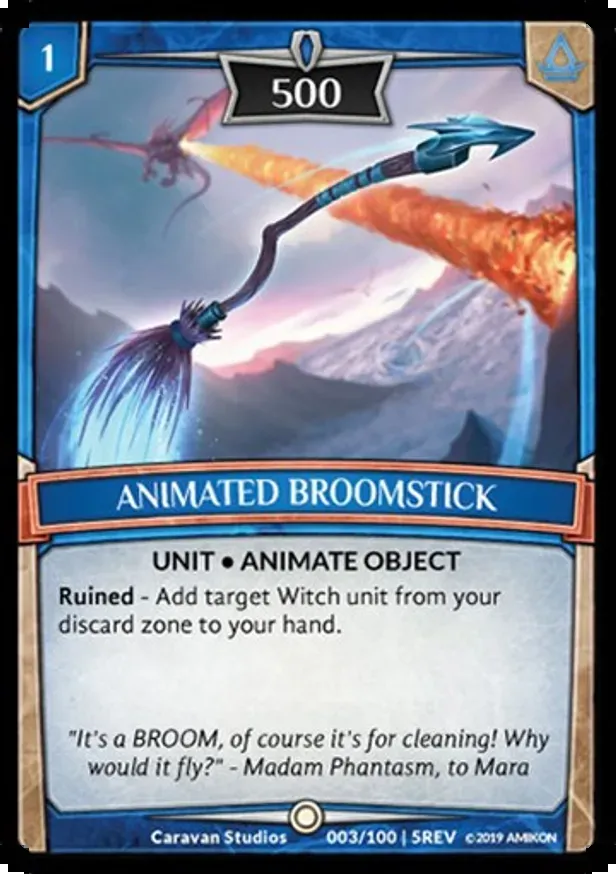 1
500
ANIMATED BROOMSTICK
UNIT • ANIMATE OBJECT
Ruined - Add target Witch unit from your
discard zone to your hand.
"It's a BROOM, of course it's for cleaning! Why
would it fly?" - Madam Phantasm, to Mara
Caravan Studios 003/100 | 5REV ©2019 AMIKON